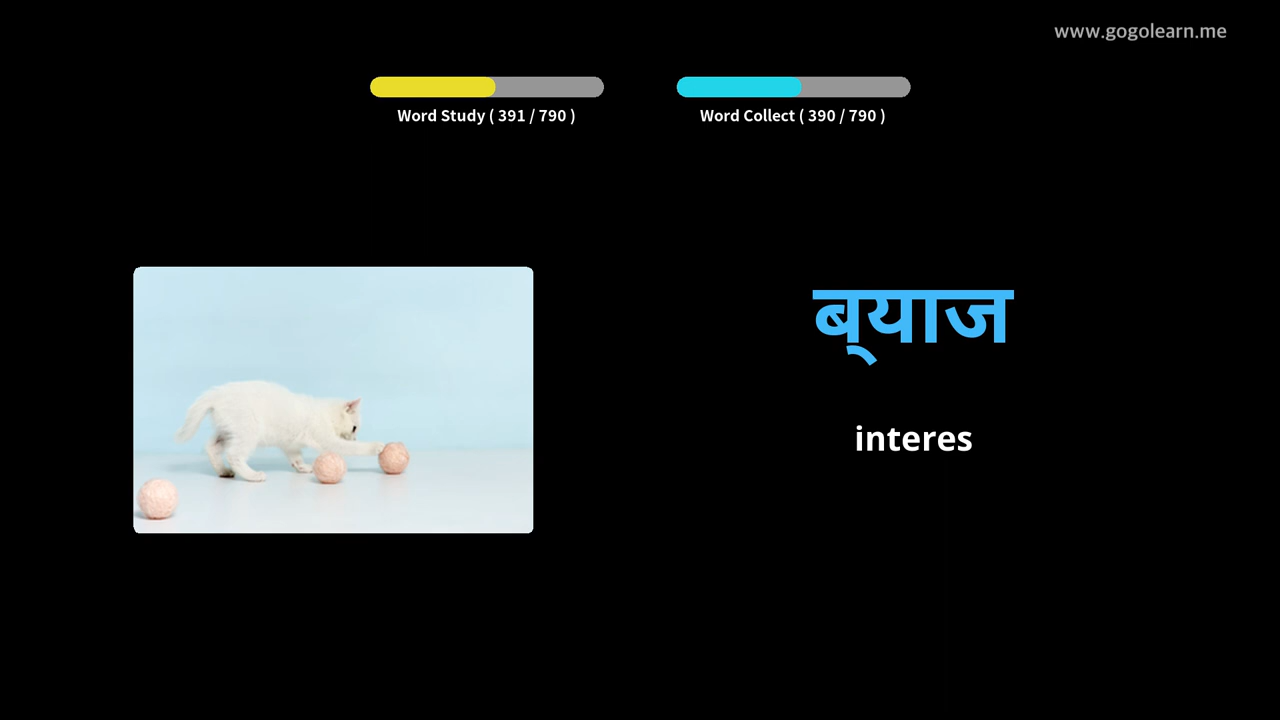 www.gogolearn.me
Word Study ( 391 / 790 )
Word Collect ( 390 / 790 )
ब्याज
interes